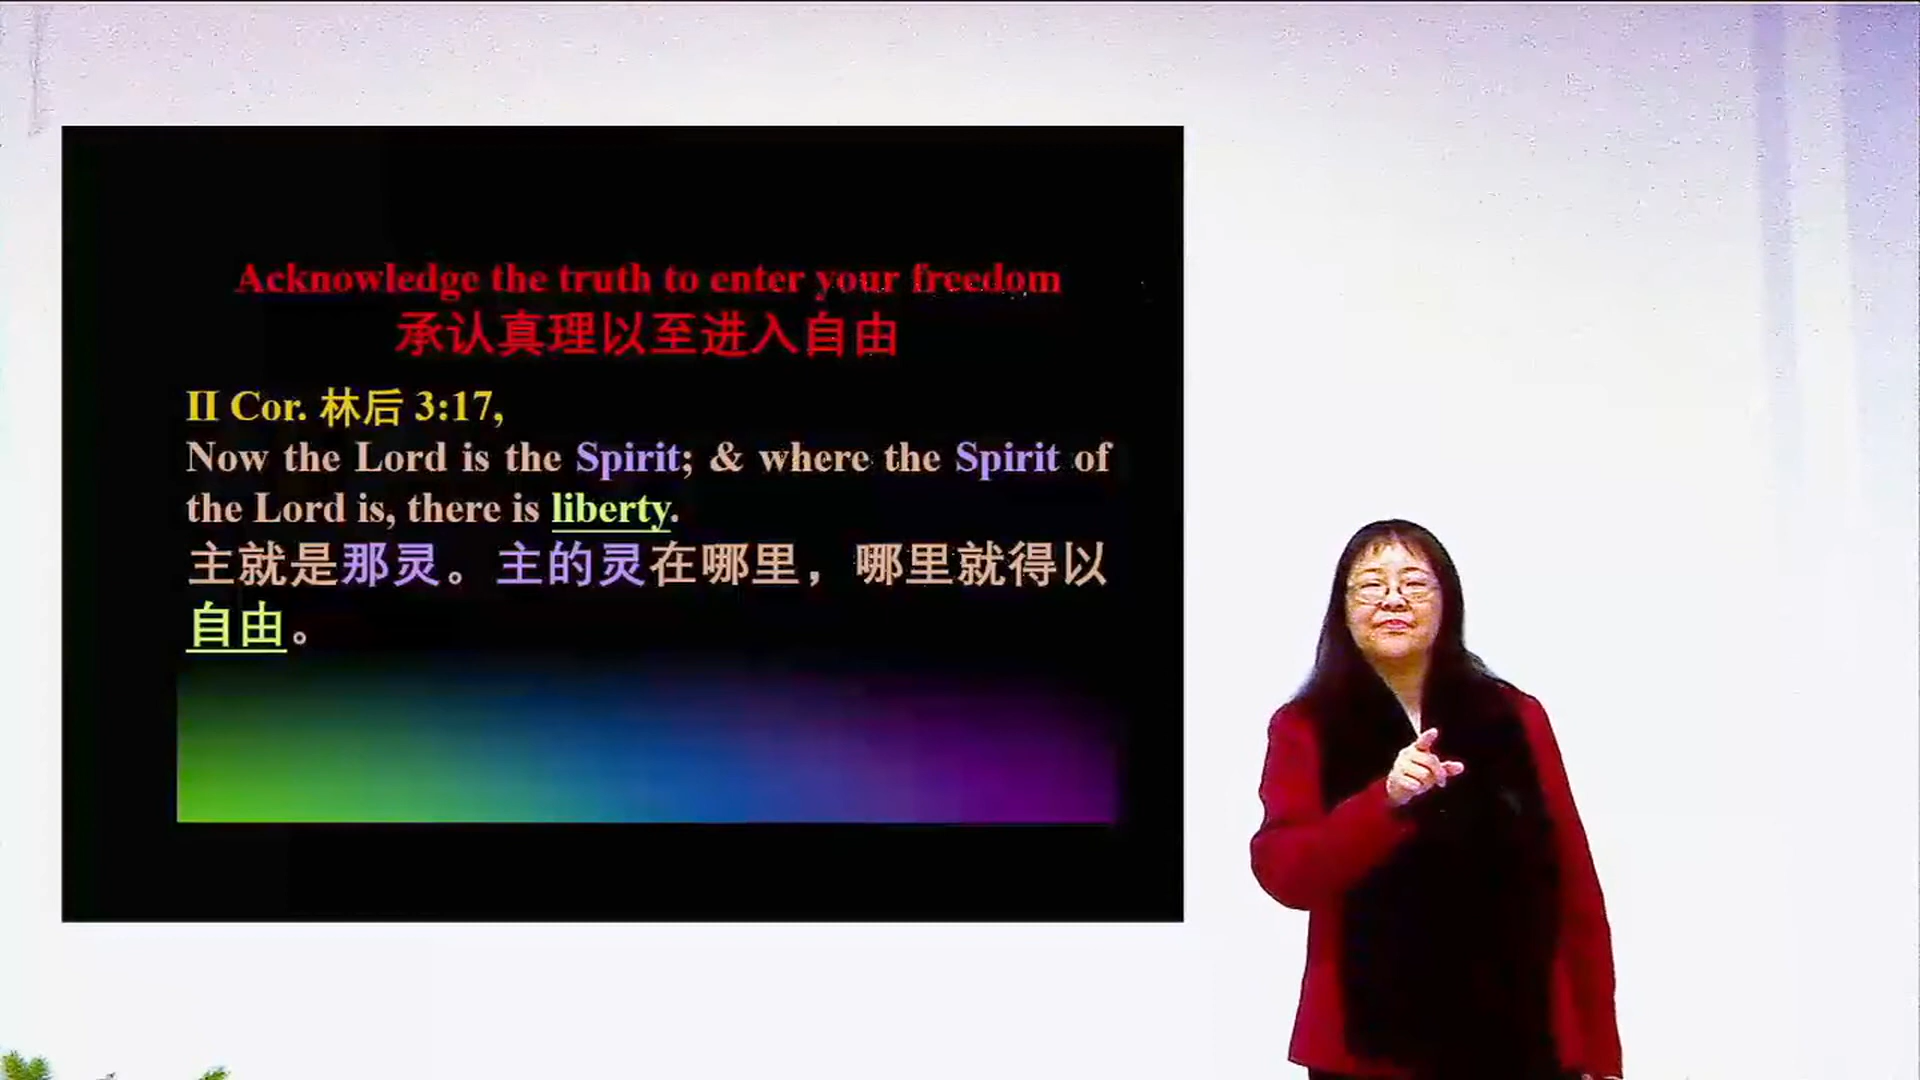 Acknowledge the truth to enter your freedom
承认真理以至进入自由
II Cor. 林后 3:17,
Now the Lord is the Spirit; & where the Spirit of
the Lord is, there is liberty.
主就是那灵。主的灵在哪里，哪里就得以
自由。